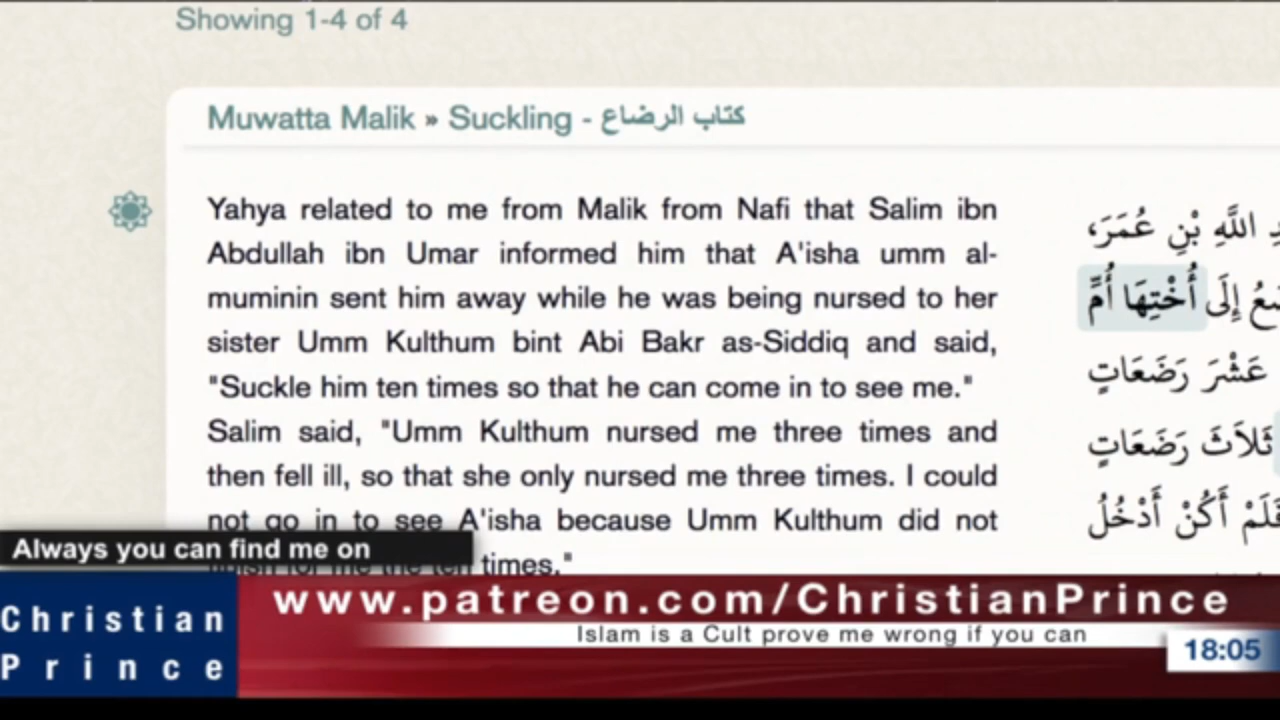 Showing 1-4 of 4
Muwatta Malik » Suckling - كتاب الرضاع
Yahya related to me from Malik from Nafi that Salim ibn
Abdullah ibn Umar informed him that A'isha umm al-
muminin sent him away while he was being nursed to her
sister Umm Kulthum bint Abi Bakr as-Siddiq and said,
"Suckle him ten times so that he can come in to see me."
Salim said, "Umm Kulthum nursed me three times and
then fell ill, so that she only nursed me three times. I could
not go in to see A'isha because Umm Kulthum did not
finish for me the ten times."
اللَّهِ بْنِ عُمَرَ،
إِلَى أُخْتِهَا أُمِّ
عَشْرَ رَضَعَاتٍ
ثَلاَثَ رَضَعَاتٍ
فَلَمْ أَكُنْ أَدْخُلُ
Always you can find me on
Christian
Prince
www.patreon.com/ChristianPrince
Islam is a Cult prove me wrong if you can
18:05